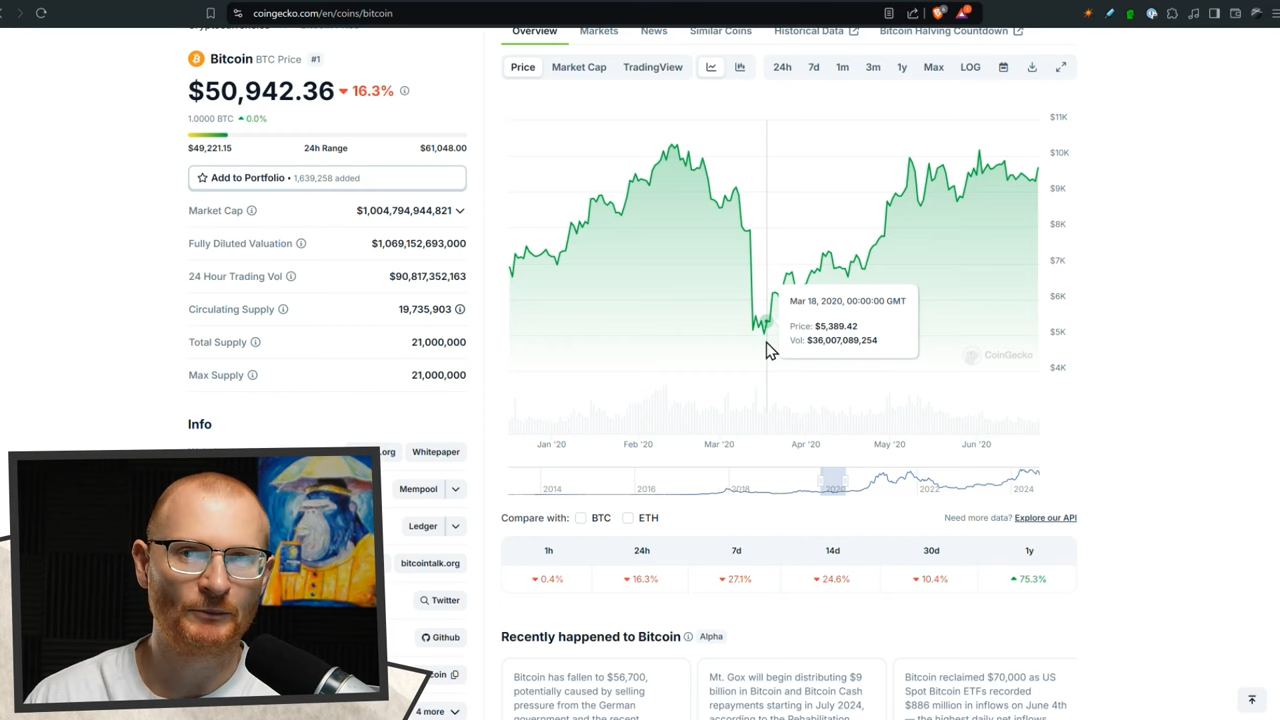 coingecko.com/en/coins/bitcoin
Overview Markets News Similar Coins Historical Data Bitcoin Halving Countdown
Bitcoin BTC Price #1
$50,942.36 16.3%
1.0000 BTC 0.0%
$49,221.15 24h Range $61,048.00
Add to Portfolio • 1,639,258 added
Market Cap $1,004,794,944,821
Fully Diluted Valuation $1,069,152,693,000
24 Hour Trading Vol $90,817,352,163
Circulating Supply 19,735,903
Total Supply 21,000,000
Max Supply 21,000,000
Info
.org Whitepaper
Mempool
Ledger
bitcointalk.org
Twitter
Github
coin
4 more
Price Market Cap TradingView 24h 7d 1m 3m 1y Max LOG
$11K
$10K
$9K
$8K
$7K
$6K
$5K
$4K
Mar 18, 2020, 00:00:00 GMT
Price: $5,389.42
Vol: $36,007,089,254
CoinGecko
Jan '20 Feb '20 Mar '20 Apr '20 May '20 Jun '20
2014 2016 2018 2020 2022 2024
Compare with: BTC ETH Need more data? Explore our API
1h 24h 7d 14d 30d 1y
0.4% 16.3% 27.1% 24.6% 10.4% 75.3%
Recently happened to Bitcoin Alpha
Bitcoin has fallen to $56,700,
potentially caused by selling
pressure from the German
government and the recent
Mt. Gox will begin distributing $9
billion in Bitcoin and Bitcoin Cash
repayments starting in July 2024,
according to the Rehabilitation
Bitcoin reclaimed $70,000 as US
Spot Bitcoin ETFs recorded
$886 million in inflows on June 4th
— the highest daily net inflows